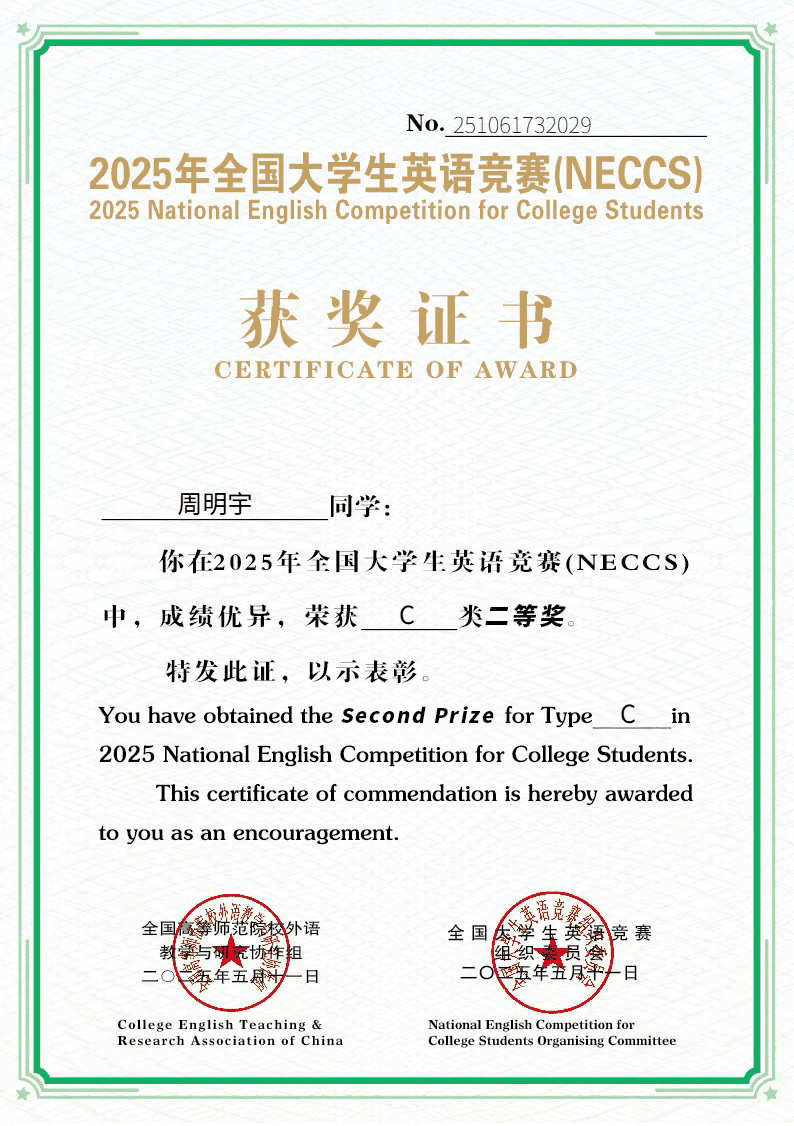 No. 251061732029
2025年全国大学生英语竞赛(NECCS)
2025 National English Competition for College Students
获奖证书
CERTIFICATE OF AWARD
周明宇同学:
你在2025年全国大学生英语竞赛(NECCS)
中，成绩优异，荣获 C 类二等奖。
特发此证，以示表彰。
You have obtained the Second Prize for Type C in
2025 National English Competition for College Students.
This certificate of commendation is hereby awarded
to you as an encouragement.
全国高等师范院校外语
教学与研究协作组
二〇二五年五月十一日
College English Teaching &
Research Association of China
全国大学生英语竞赛
组织委员会
二〇二五年五月十一日
National English Competition for
College Students Organising Committee